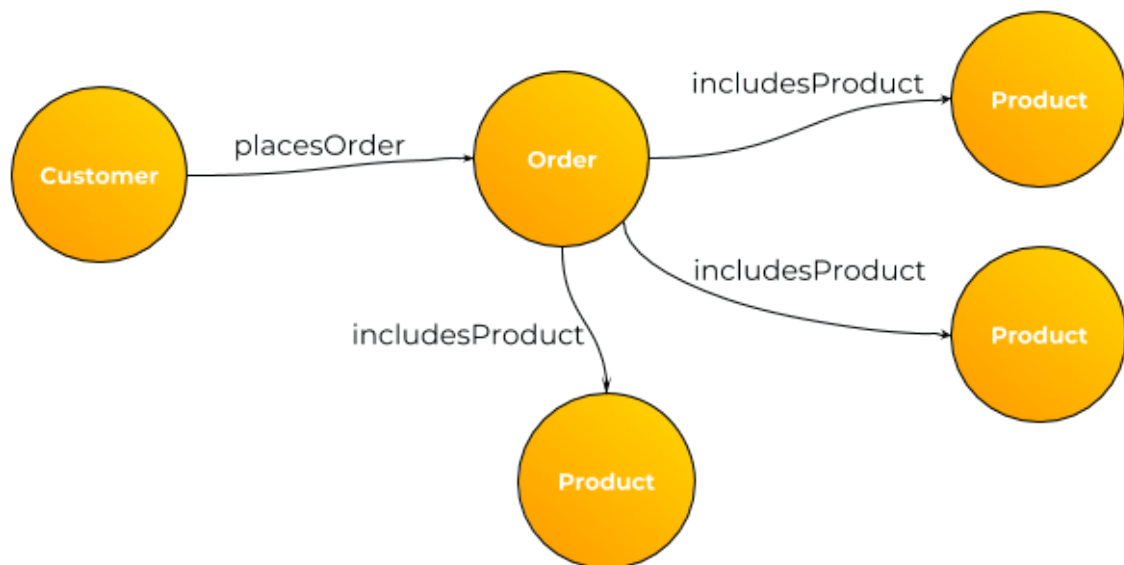 includesProduct
Product
placesOrder
Order
Customer
includesProduct
includesProduct
Product
Product